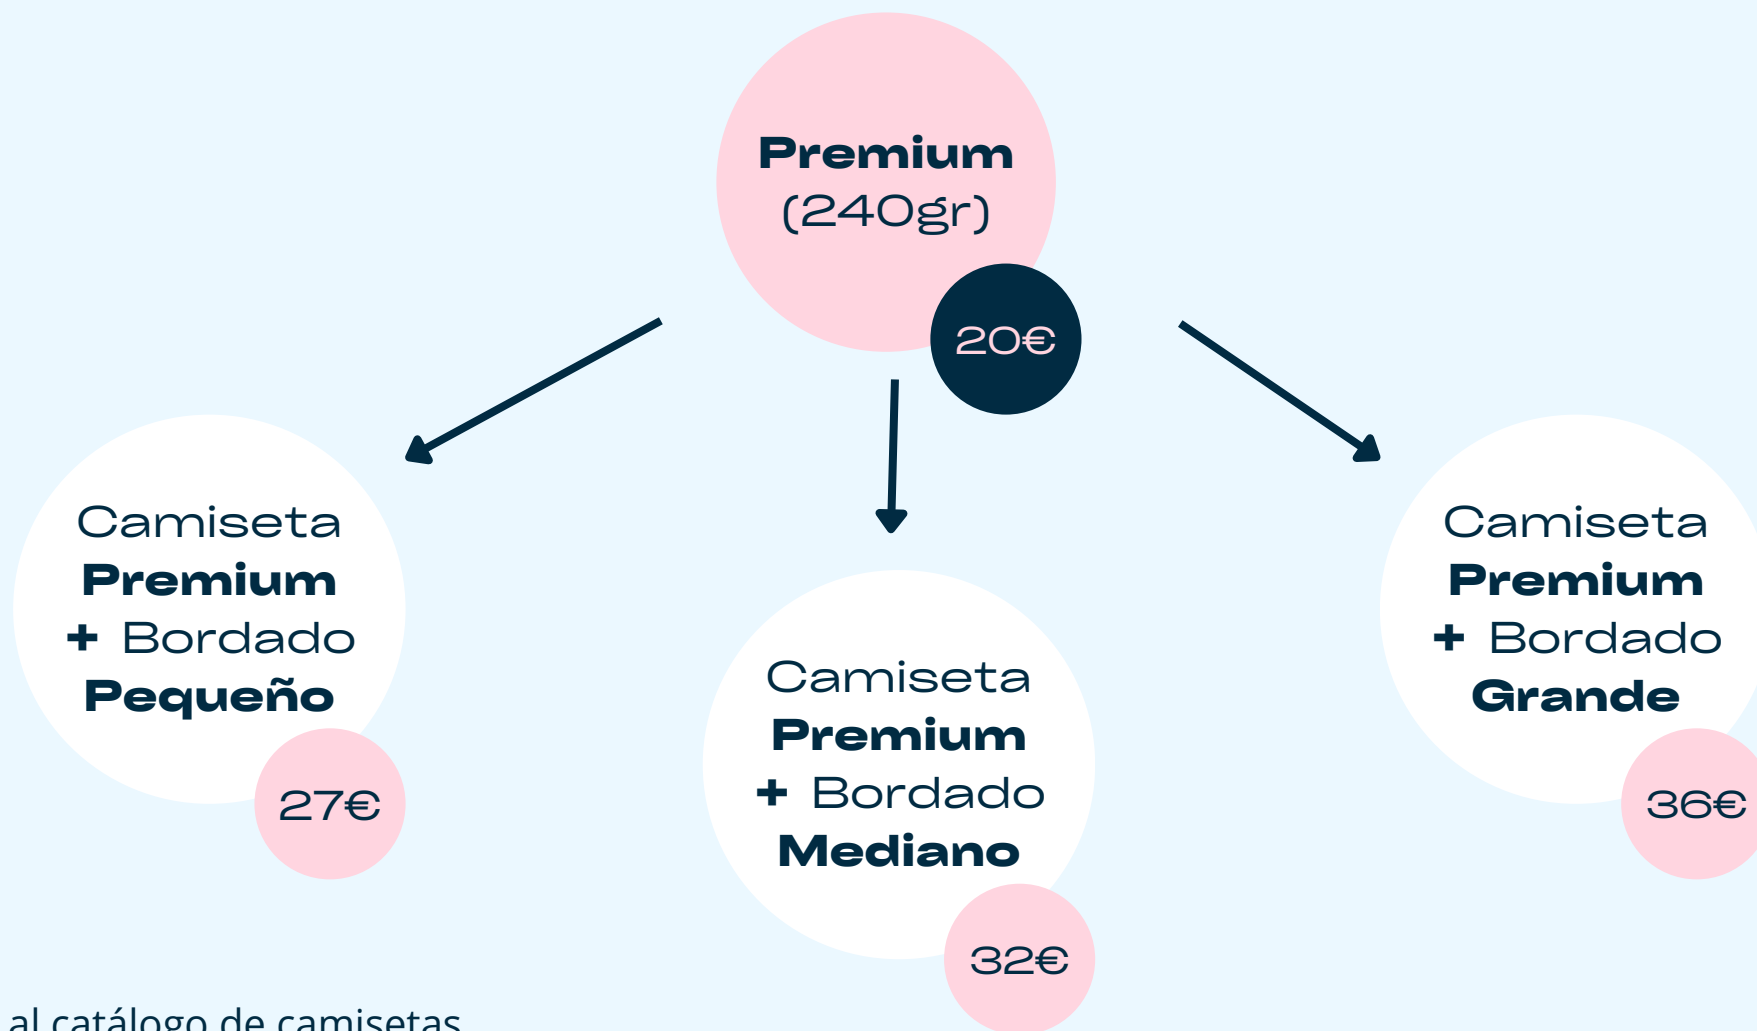 Premium
(240gr)
20€
Camiseta
Premium
+ Bordado
Pequeño
27€
Camiseta
Premium
+ Bordado
Mediano
32€
Camiseta
Premium
+ Bordado
Grande
36€
al catálogo de camisetas